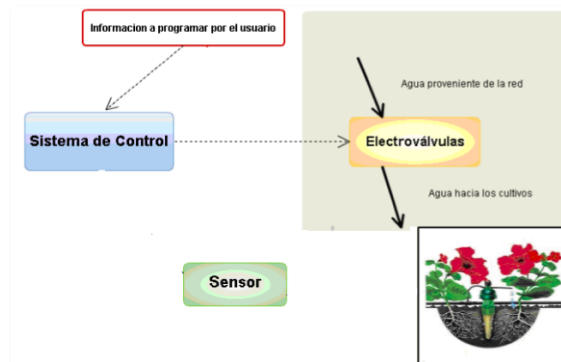 Informacion a programar por el usuario
Agua proveniente de la red
Sistema de Control
Electroválvulas
Agua hacia los cultivos
Sensor